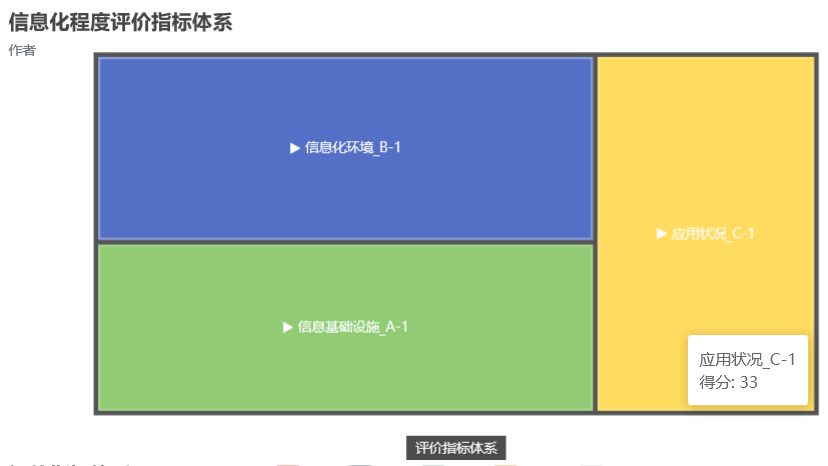 信息化程度评价指标体系
作者
▶ 信息化环境_B-1
▶ 应用状况_C-1
▶ 信息基础设施_A-1
应用状况_C-1
得分: 33
评价指标体系